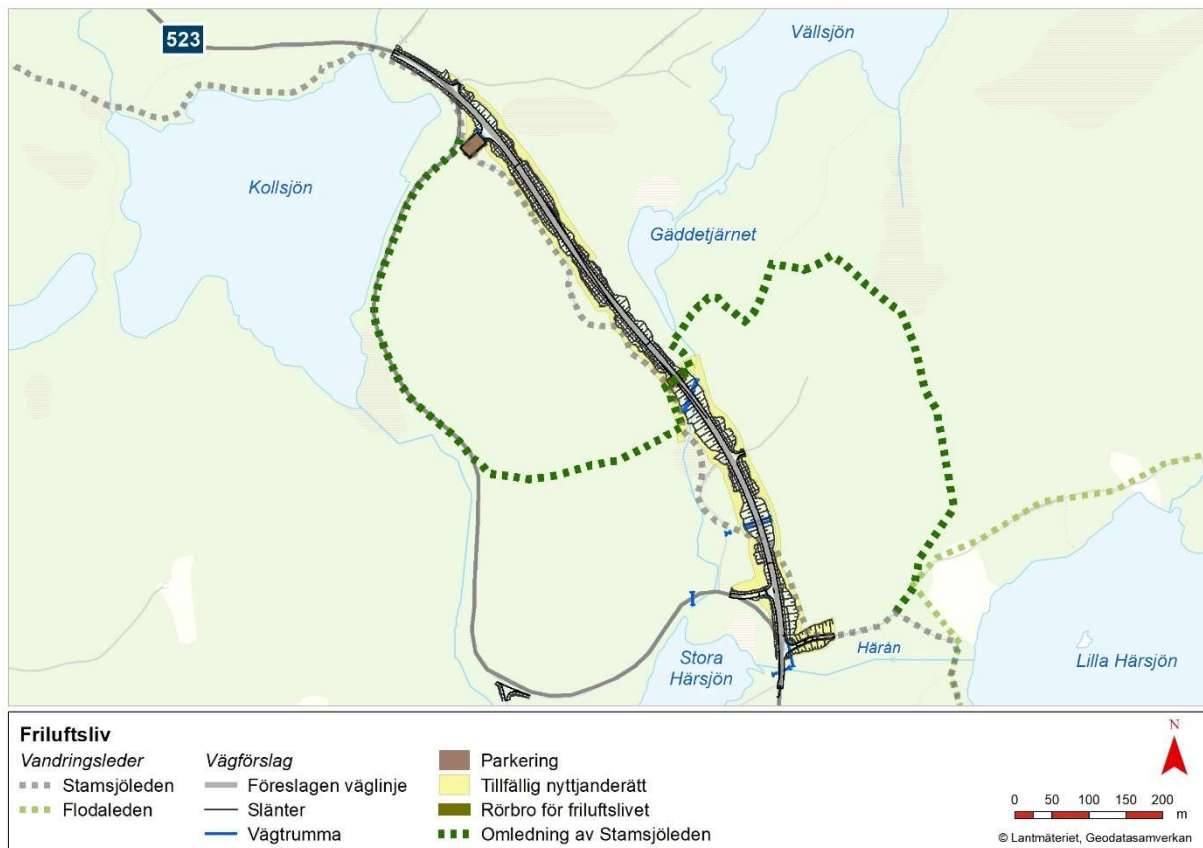 523
Vällsjön
Kollsjön
Gäddetjärnet
Stora
Härsjön
Härån
Lilla Härsjön
Friluftsliv
Vandringsleder
Stamsjöleden
Flodaleden
Vägförslag
Föreslagen väglinje
Slänter
Vägtrumma
Parkering
Tillfällig nyttjanderätt
Rörbro för friluftslivet
Omledning av Stamsjöleden
N
0 50 100 150 200
m
© Lantmäteriet, Geodatasamverkan